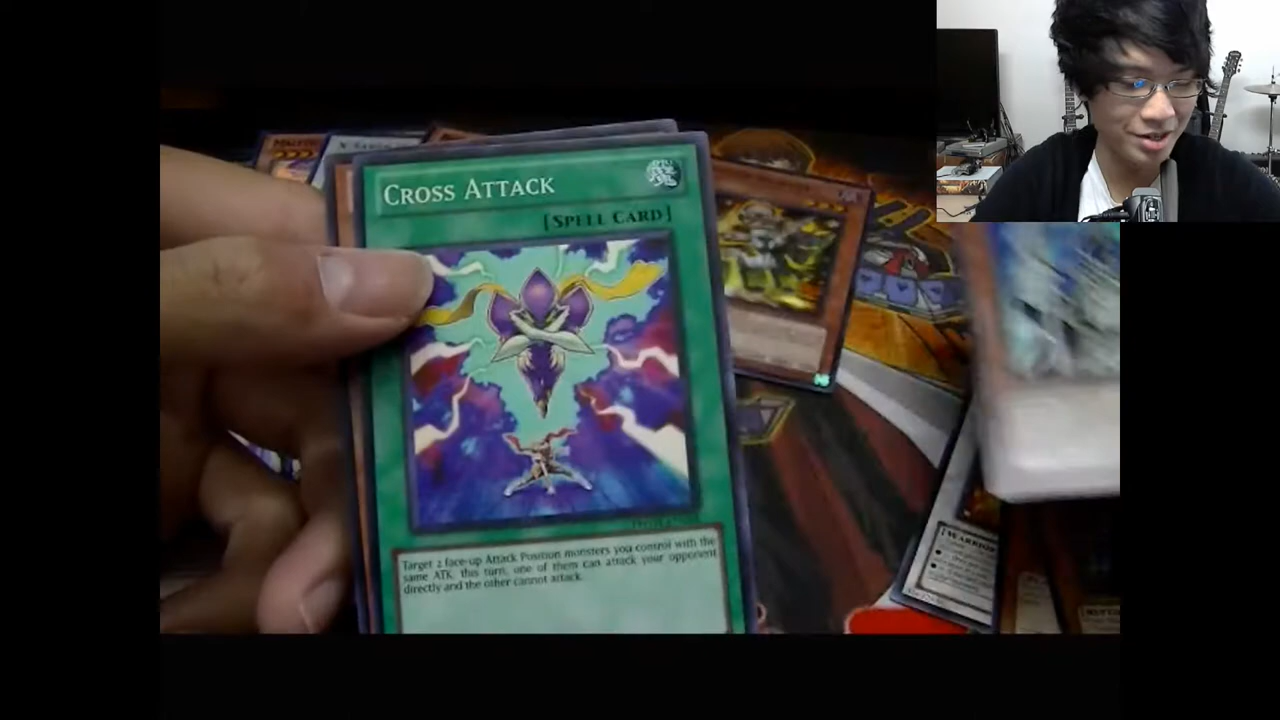 CROSS ATTACK
[SPELL CARD]
Target 2 face-up Attack Position monsters you control with the
same ATK, this turn, one of them can attack your opponent
directly and the other cannot attack.
[WARRIOR